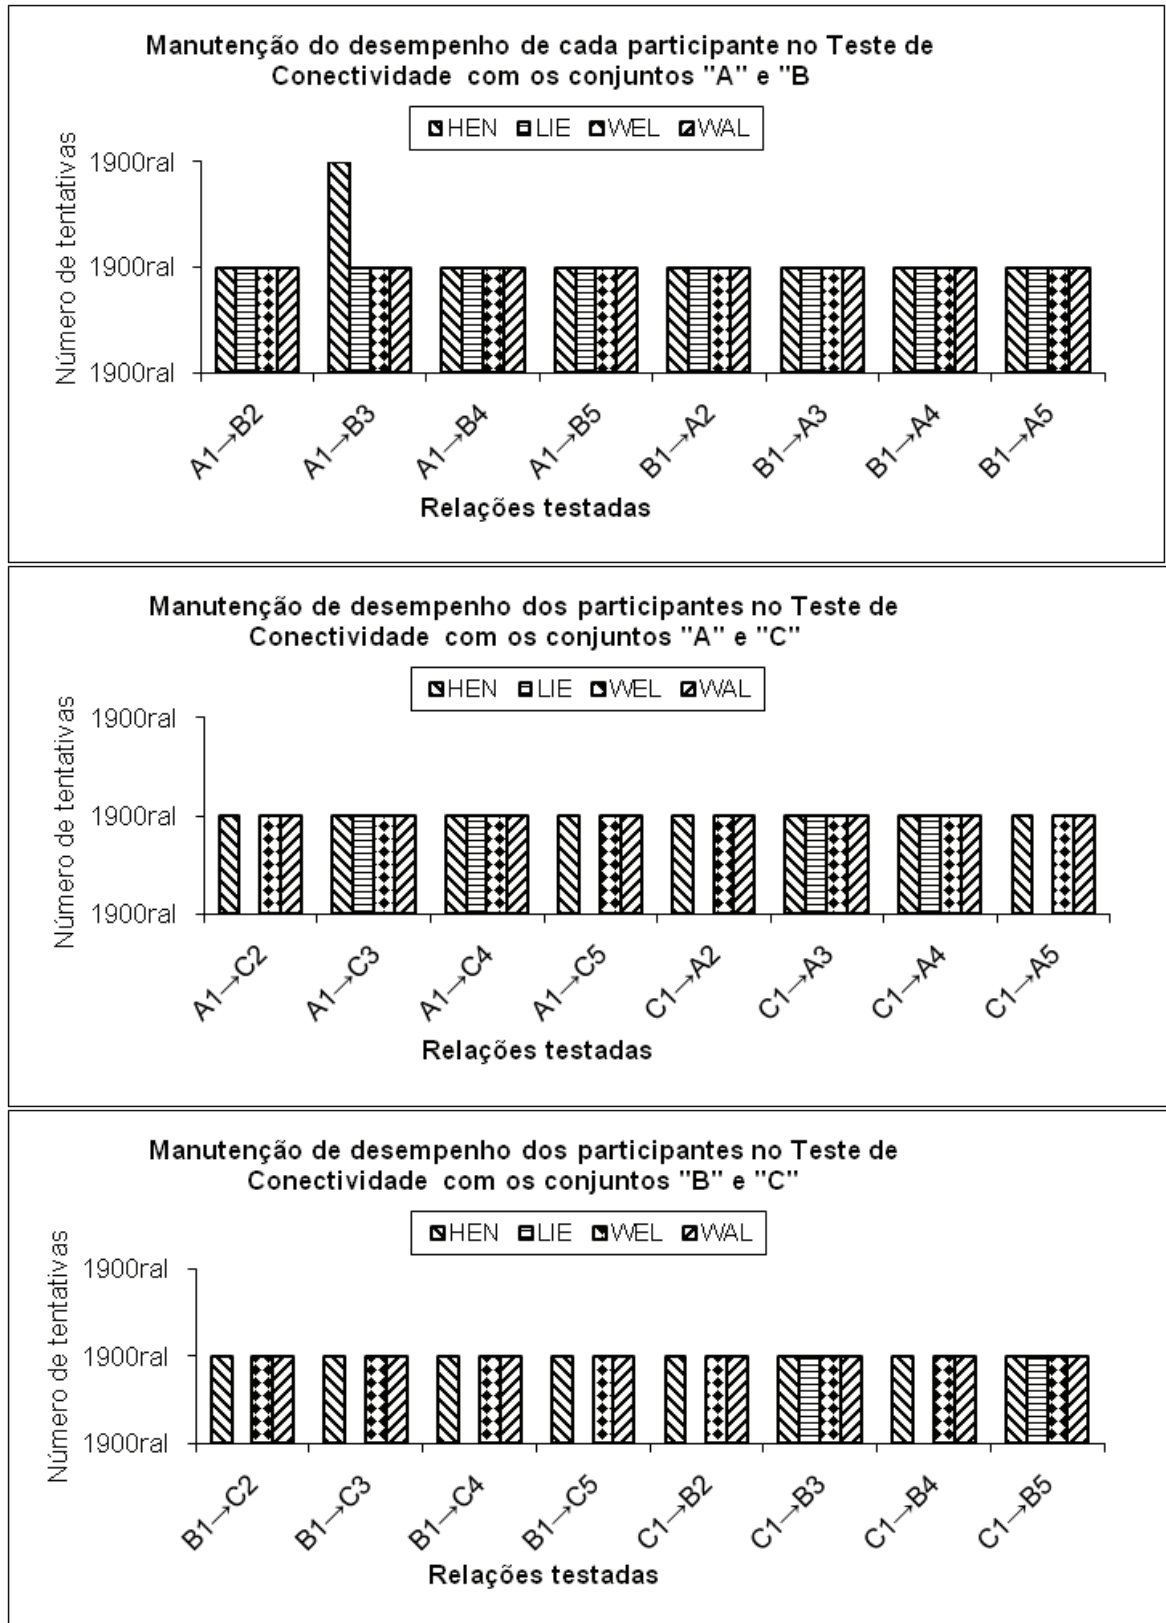 Manutenção do desempenho de cada participante no Teste de
Conectividade com os conjuntos "A" e "B
HEN LIE WEL WAL
Número de tentativas
1900ral
1900ral
1900ral
A1→B2 A1→B3 A1→B4 A1→B5 B1→A2 B1→A3 B1→A4 B1→A5
Relações testadas
Manutenção de desempenho dos participantes no Teste de
Conectividade com os conjuntos "A" e "C"
HEN LIE WEL WAL
Número de tentativas
1900ral
1900ral
1900ral
A1→C2 A1→C3 A1→C4 A1→C5 C1→A2 C1→A3 C1→A4 C1→A5
Relações testadas
Manutenção de desempenho dos participantes no Teste de
Conectividade com os conjuntos "B" e "C"
HEN LIE WEL WAL
Número de tentativas
1900ral
1900ral
1900ral
B1→C2 B1→C3 B1→C4 B1→C5 C1→B2 C1→B3 C1→B4 C1→B5
Relações testadas